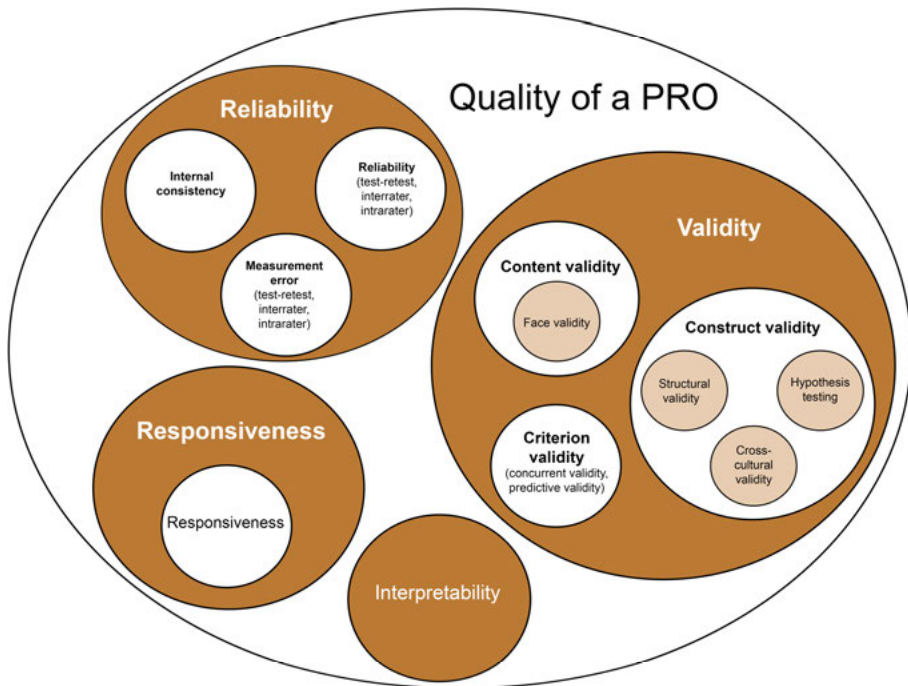 Quality of a PRO
Reliability
Internal
consistency
Reliability
(test-retest,
interrater,
intrarater)
Measurement
error
(test-retest,
interrater,
intrarater)
Validity
Content validity
Face validity
Construct validity
Structural
validity
Hypothesis
testing
Cross-
cultural
validity
Criterion
validity
(concurrent validity,
predictive validity)
Responsiveness
Responsiveness
Interpretability